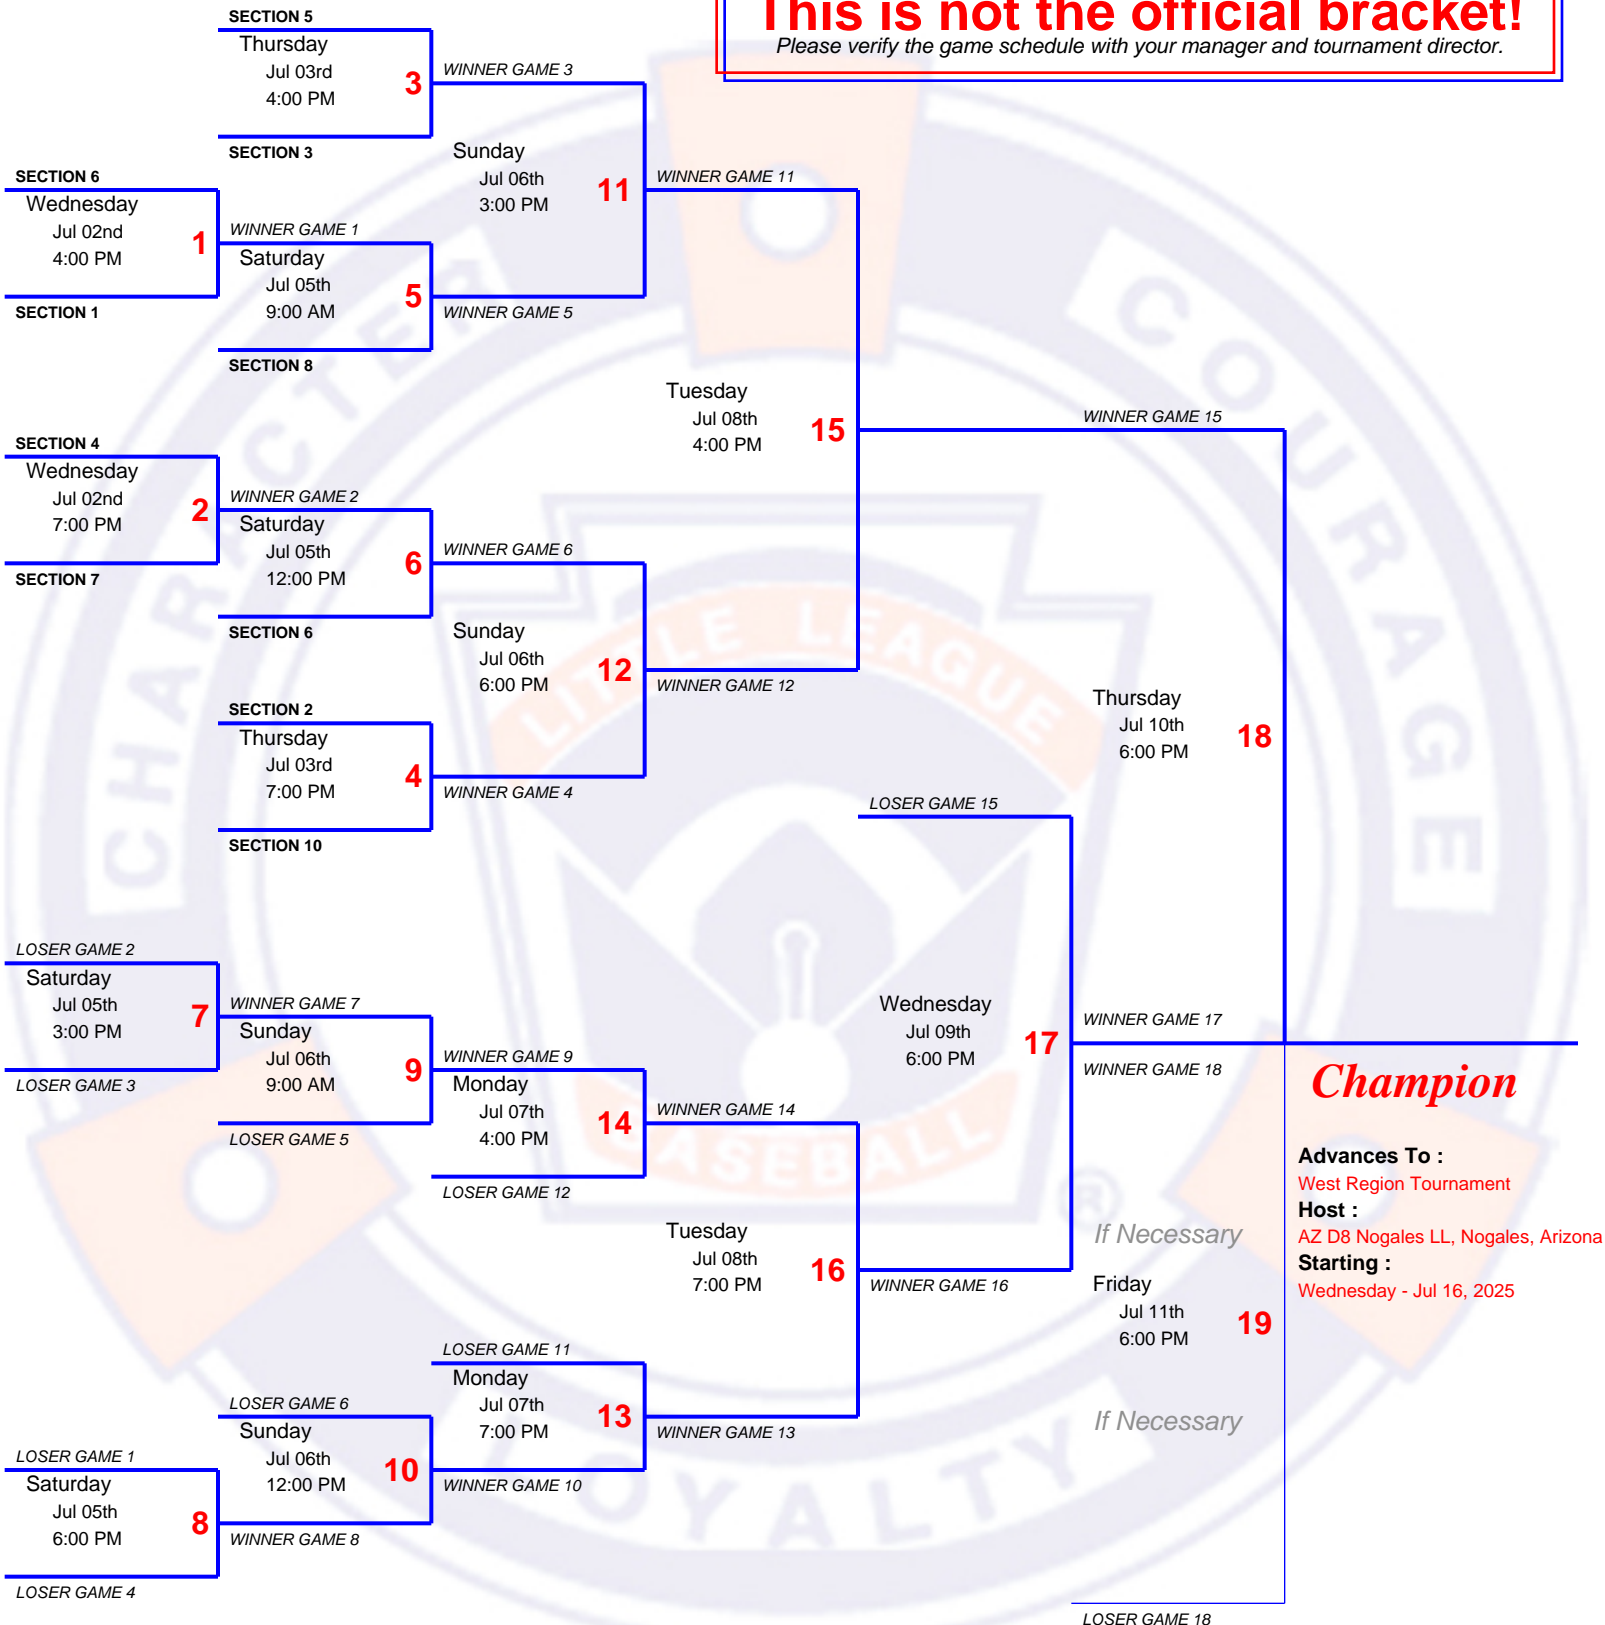 This is not the official bracket!
Please verify the game schedule with your manager and tournament director.
SECTION 5
Thursday
Jul 03rd
4:00 PM
3
WINNER GAME 3
SECTION 3
Sunday
Jul 06th
3:00 PM
11
WINNER GAME 11
SECTION 6
Wednesday
Jul 02nd
4:00 PM
1
WINNER GAME 1
SECTION 1
Saturday
Jul 05th
9:00 AM
5
WINNER GAME 5
SECTION 8
Tuesday
Jul 08th
4:00 PM
15
WINNER GAME 15
SECTION 4
Wednesday
Jul 02nd
7:00 PM
2
WINNER GAME 2
SECTION 7
Saturday
Jul 05th
12:00 PM
6
WINNER GAME 6
SECTION 6
Sunday
Jul 06th
6:00 PM
12
WINNER GAME 12
SECTION 2
Thursday
Jul 03rd
7:00 PM
4
WINNER GAME 4
SECTION 10
Thursday
Jul 10th
6:00 PM
18
LOSER GAME 15
LOSER GAME 2
Saturday
Jul 05th
3:00 PM
7
WINNER GAME 7
LOSER GAME 3
Sunday
Jul 06th
9:00 AM
9
WINNER GAME 9
LOSER GAME 5
Monday
Jul 07th
4:00 PM
14
WINNER GAME 14
LOSER GAME 12
Wednesday
Jul 09th
6:00 PM
17
WINNER GAME 17
WINNER GAME 18
Champion
Advances To :
West Region Tournament
Host :
AZ D8 Nogales LL, Nogales, Arizona
Starting :
Wednesday - Jul 16, 2025
Tuesday
Jul 08th
7:00 PM
16
WINNER GAME 16
If Necessary
Friday
Jul 11th
6:00 PM
19
If Necessary
LOSER GAME 11
Monday
Jul 07th
7:00 PM
13
WINNER GAME 13
LOSER GAME 6
Sunday
Jul 06th
12:00 PM
10
WINNER GAME 10
LOSER GAME 1
Saturday
Jul 05th
6:00 PM
8
WINNER GAME 8
LOSER GAME 4
LOSER GAME 18
CHARACTER
COURAGE
LOYALTY
LITTLE LEAGUE
BASEBALL
®